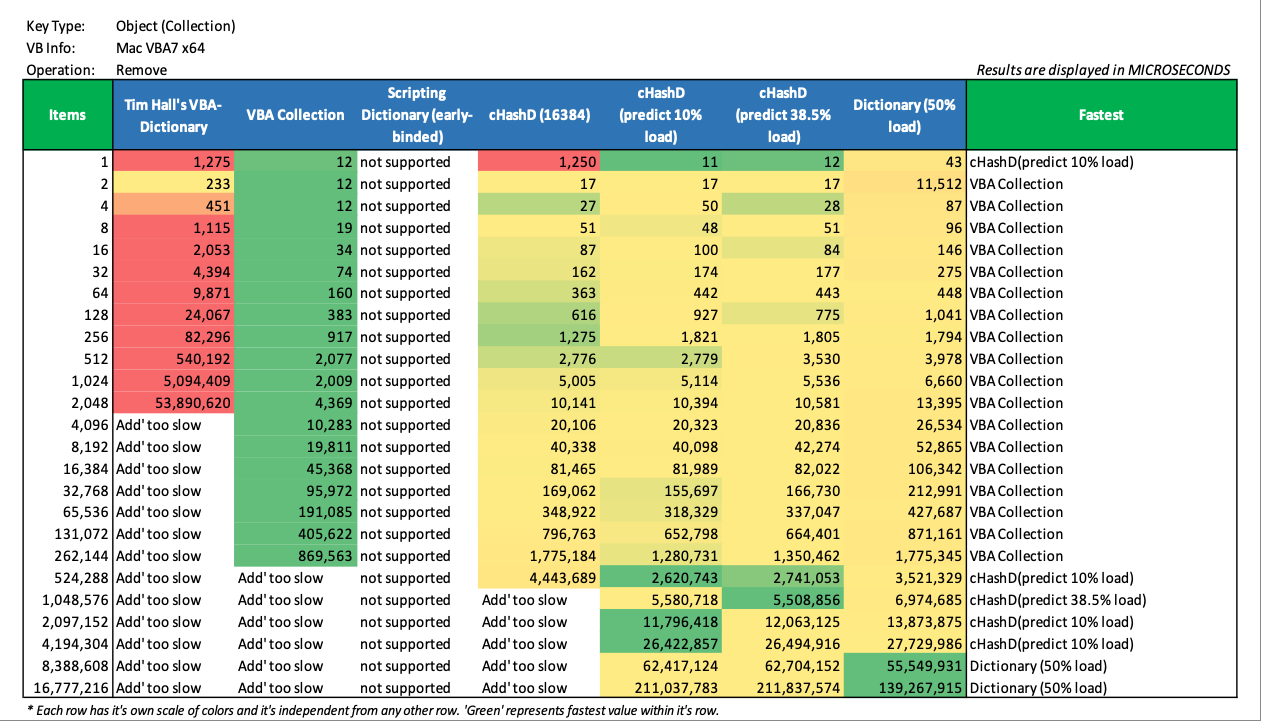 Key Type: Object (Collection)
VB Info: Mac VBA7 x64
Operation: Remove Results are displayed in MICROSECONDS
Items Tim Hall's VBA-Dictionary VBA Collection Scripting Dictionary (early-binded) cHashD (16384) cHashD (predict 10% load) cHashD (predict 38.5% load) Dictionary (50% load) Fastest
1 1,275 12 not supported 1,250 11 12 43 cHashD(predict 10% load)
2 233 12 not supported 17 17 17 11,512 VBA Collection
4 451 12 not supported 27 50 28 87 VBA Collection
8 1,115 19 not supported 51 48 51 96 VBA Collection
16 2,053 34 not supported 87 100 84 146 VBA Collection
32 4,394 74 not supported 162 174 177 275 VBA Collection
64 9,871 160 not supported 363 442 443 448 VBA Collection
128 24,067 383 not supported 616 927 775 1,041 VBA Collection
256 82,296 917 not supported 1,275 1,821 1,805 1,794 VBA Collection
512 540,192 2,077 not supported 2,776 2,779 3,530 3,978 VBA Collection
1,024 5,094,409 2,009 not supported 5,005 5,114 5,536 6,660 VBA Collection
2,048 53,890,620 4,369 not supported 10,141 10,394 10,581 13,395 VBA Collection
4,096 Add' too slow 10,283 not supported 20,106 20,323 20,836 26,534 VBA Collection
8,192 Add' too slow 19,811 not supported 40,338 40,098 42,274 52,865 VBA Collection
16,384 Add' too slow 45,368 not supported 81,465 81,989 82,022 106,342 VBA Collection
32,768 Add' too slow 95,972 not supported 169,062 155,697 166,730 212,991 VBA Collection
65,536 Add' too slow 191,085 not supported 348,922 318,329 337,047 427,687 VBA Collection
131,072 Add' too slow 405,622 not supported 796,763 652,798 664,401 871,161 VBA Collection
262,144 Add' too slow 869,563 not supported 1,775,184 1,280,731 1,350,462 1,775,345 VBA Collection
524,288 Add' too slow Add' too slow not supported 4,443,689 2,620,743 2,741,053 3,521,329 cHashD(predict 10% load)
1,048,576 Add' too slow Add' too slow not supported Add' too slow 5,580,718 5,508,856 6,974,685 cHashD(predict 38.5% load)
2,097,152 Add' too slow Add' too slow not supported Add' too slow 11,796,418 12,063,125 13,873,875 cHashD(predict 10% load)
4,194,304 Add' too slow Add' too slow not supported Add' too slow 26,422,857 26,494,916 27,729,986 cHashD(predict 10% load)
8,388,608 Add' too slow Add' too slow not supported Add' too slow 62,417,124 62,704,152 55,549,931 Dictionary (50% load)
16,777,216 Add' too slow Add' too slow not supported Add' too slow 211,037,783 211,837,574 139,267,915 Dictionary (50% load)
* Each row has it's own scale of colors and it's independent from any other row. 'Green' represents fastest value within it's row.